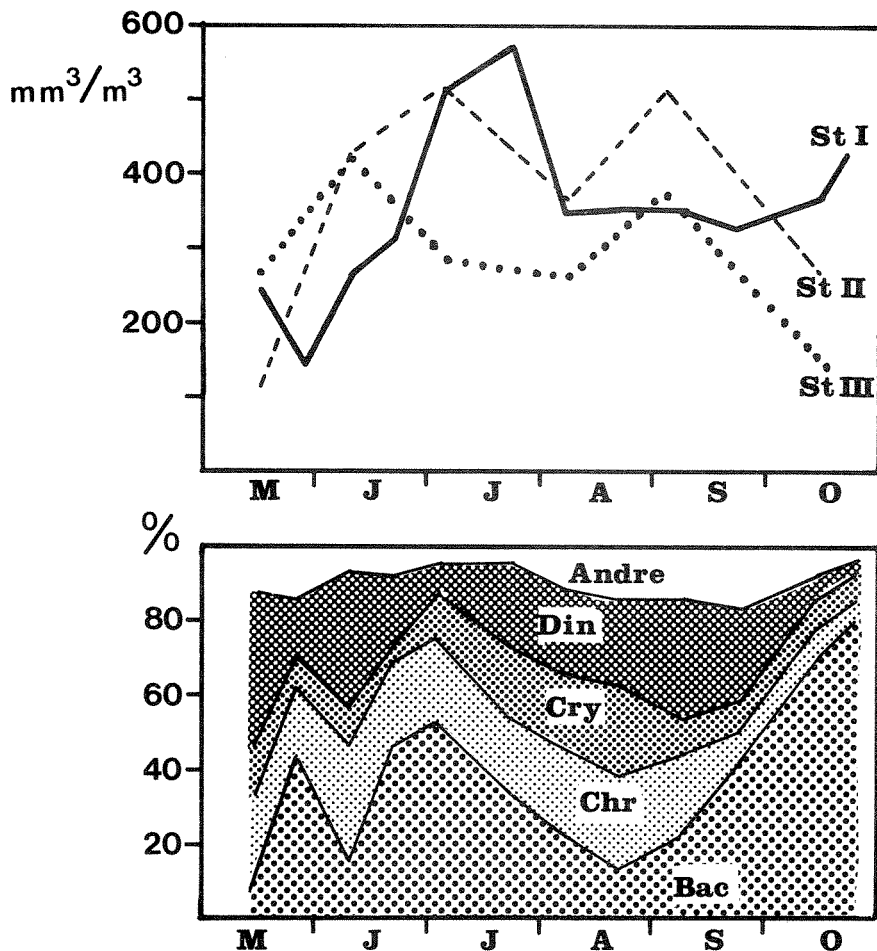 600
mm³/m³
St I
400
St II
200
St III
M J J A S O
%
Andre
80
Din
60
Cry
40
Chr
20
Bac
M J J A S O